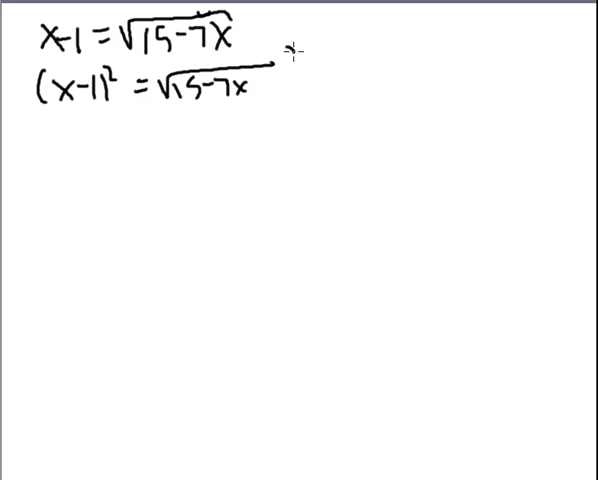 x-1 = √15-7x
(x-1)² = √15-7x